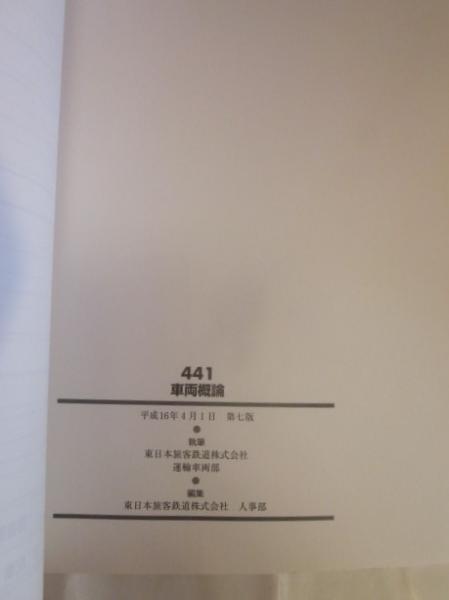 441
車両概論
平成16年4月1日 第七版
●
執筆
東日本旅客鉄道株式会社
運輸車両部
●
編集
東日本旅客鉄道株式会社 人事部